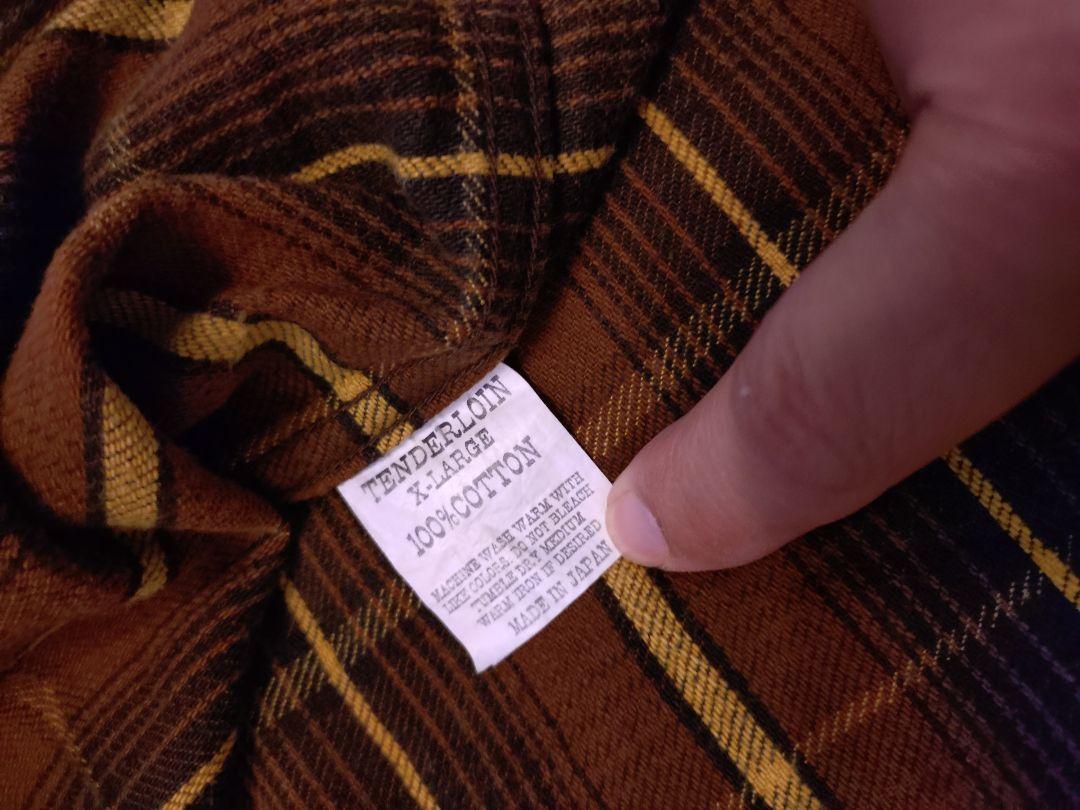 TENDERLOIN
X-LARGE
100%COTTON
MACHINE WASH WARM WITH
LIKE COLORS. DO NOT BLEACH
TUMBLE DRY MEDIUM
WARM IRON IF DESIRED
MADE IN JAPAN